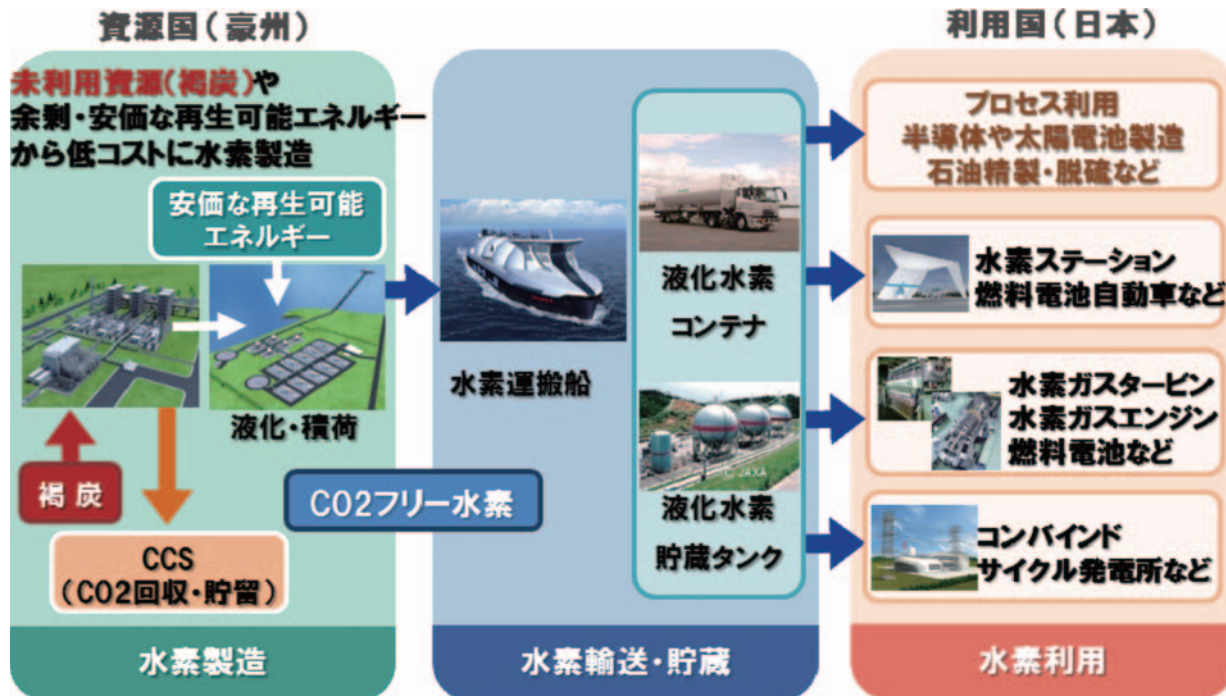 資源国(豪州)
未利用資源(褐炭)や
余剰・安価な再生可能エネルギー
から低コストに水素製造
安価な再生可能
エネルギー
液化・積荷
褐炭
CCS
(CO2回収・貯留)
水素製造
水素運搬船
CO2フリー水素
液化水素
コンテナ
© JAXA
液化水素
貯蔵タンク
水素輸送・貯蔵
利用国(日本)
プロセス利用
半導体や太陽電池製造
石油精製・脱硫など
水素ステーション
燃料電池自動車など
水素ガスタービン
水素ガスエンジン
燃料電池など
コンバインド
サイクル発電所など
水素利用